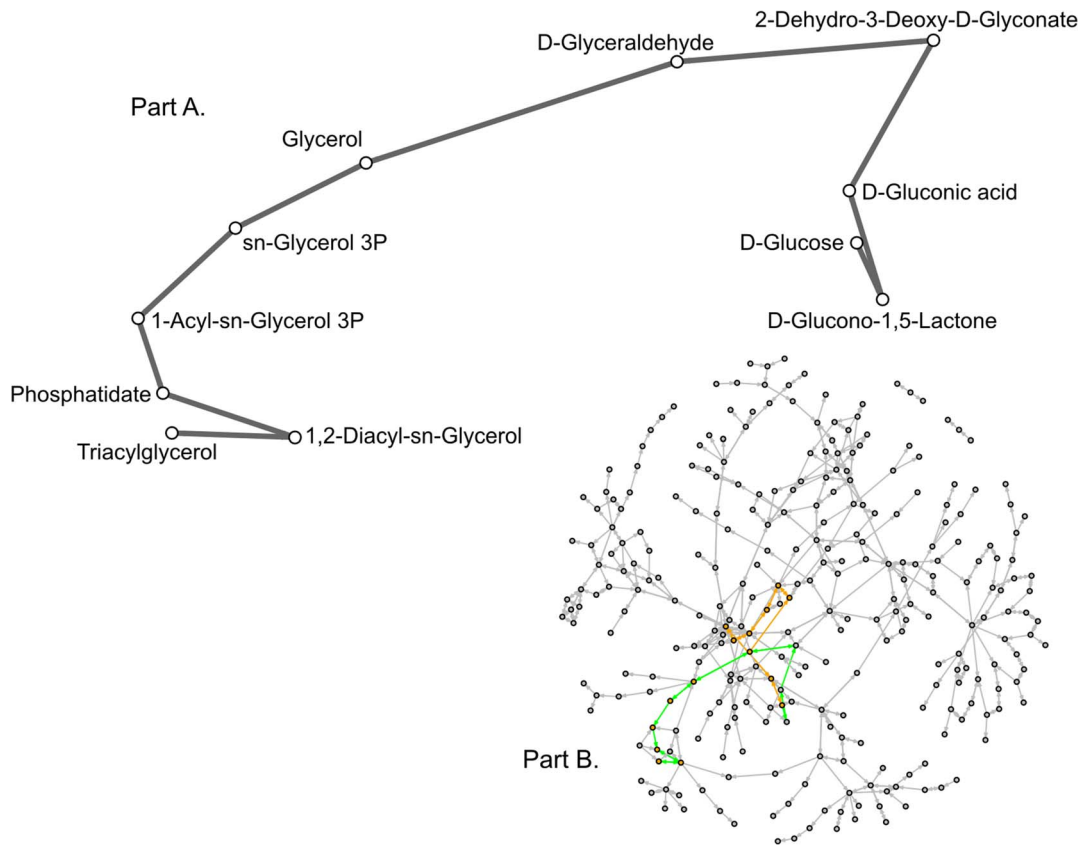 2-Dehydro-3-Deoxy-D-Glyconate
D-Glyceraldehyde
Part A.
Glycerol
D-Gluconic acid
sn-Glycerol 3P
D-Glucose
1-Acyl-sn-Glycerol 3P
D-Glucono-1,5-Lactone
Phosphatidate
1,2-Diacyl-sn-Glycerol
Triacylglycerol
Part B.